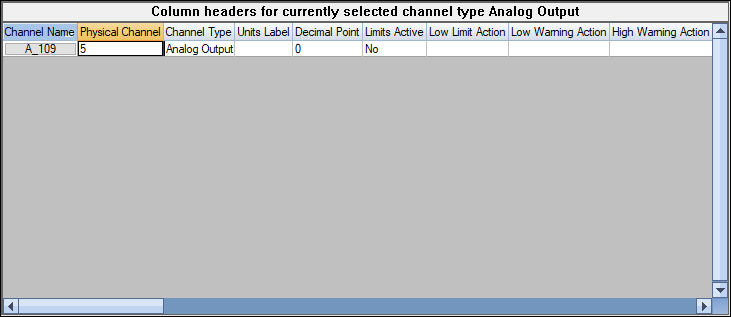 Column headers for currently selected channel type Analog Output
Channel Name Physical Channel Channel Type Units Label Decimal Point Limits Active Low Limit Action Low Warning Action High Warning Action
A_109 5 Analog Output 0 No